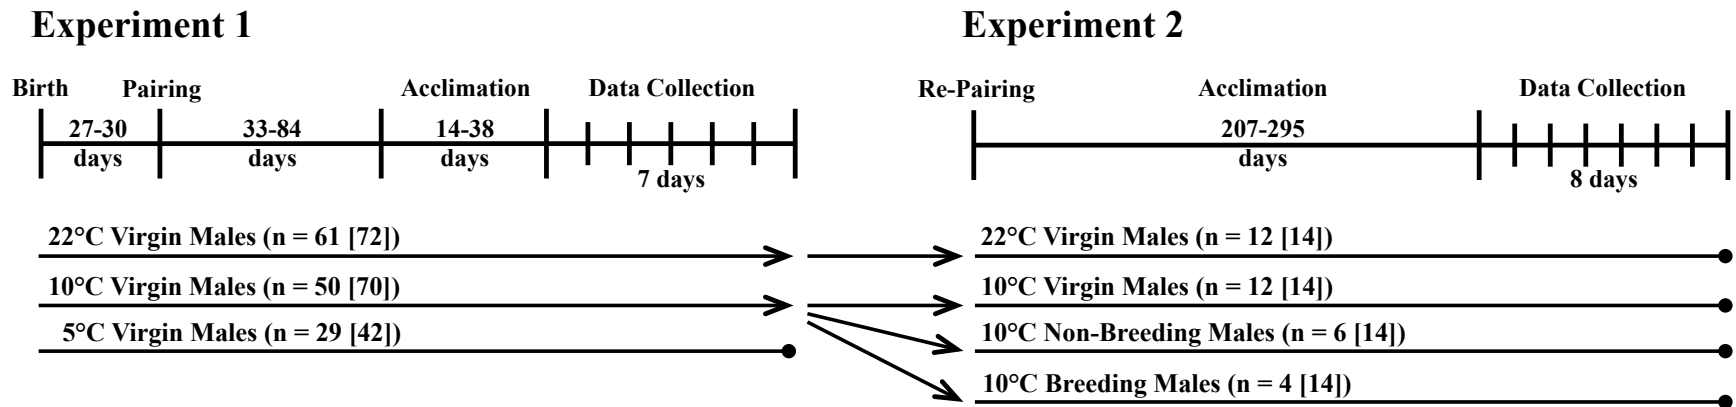 Experiment 1
Birth Pairing Acclimation Data Collection
27-30 33-84 14-38
days days days
7 days
22°C Virgin Males (n = 61 [72])
10°C Virgin Males (n = 50 [70])
5°C Virgin Males (n = 29 [42])
Experiment 2
Re-Pairing Acclimation Data Collection
207-295
days
8 days
22°C Virgin Males (n = 12 [14])
10°C Virgin Males (n = 12 [14])
10°C Non-Breeding Males (n = 6 [14])
10°C Breeding Males (n = 4 [14])